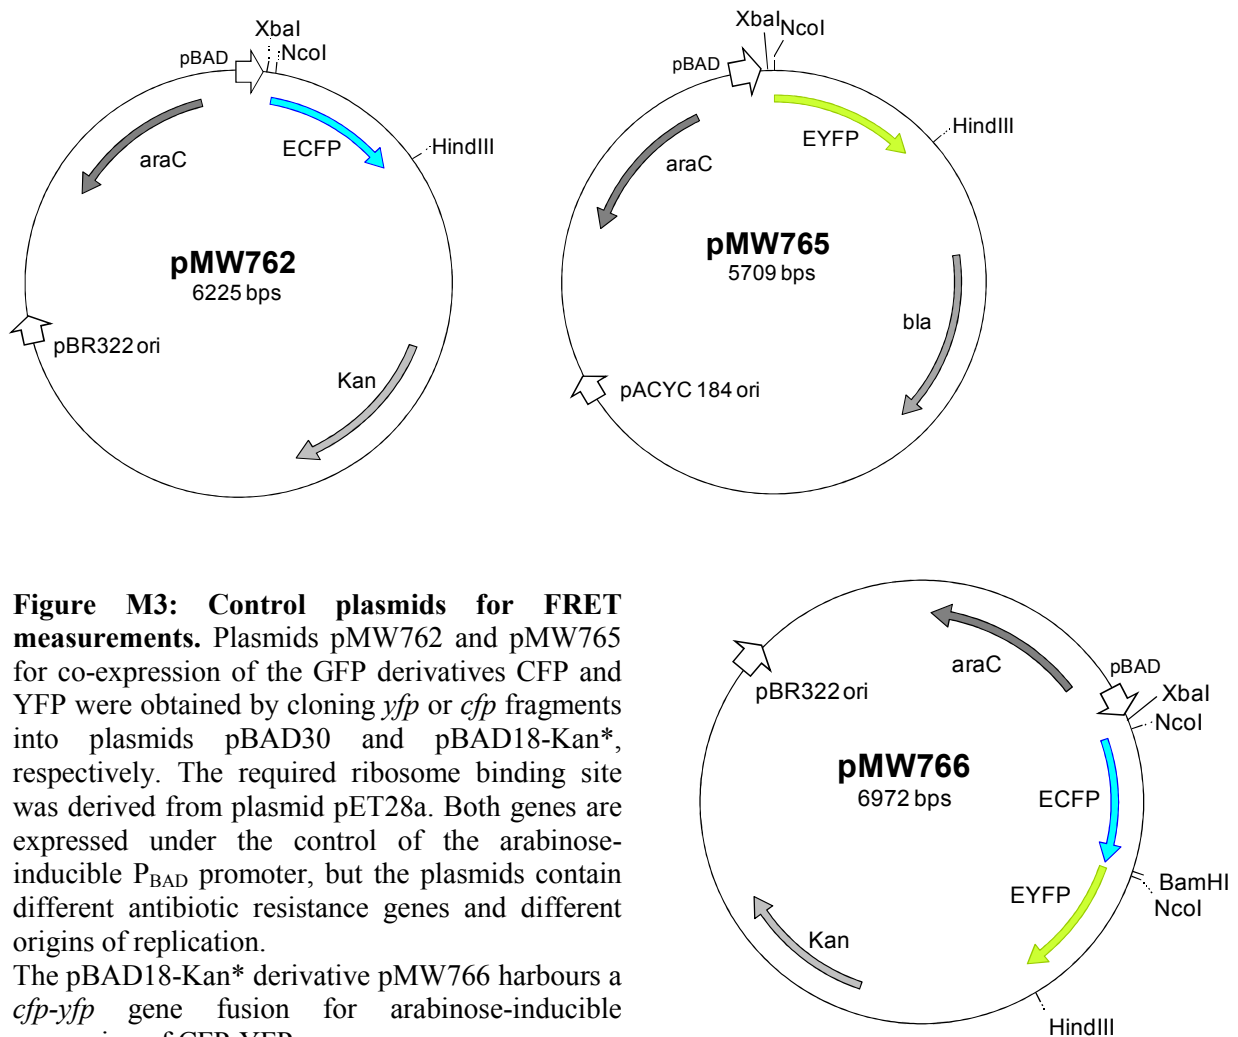 XbaI
NcoI
pBAD
araC
ECFP
HindIII
pMW762
6225 bps
pBR322 ori
Kan
XbaI
NcoI
pBAD
araC
EYFP
HindIII
pMW765
5709 bps
bla
pACYC 184 ori
Figure M3: Control plasmids for FRET
measurements. Plasmids pMW762 and pMW765
for co-expression of the GFP derivatives CFP and
YFP were obtained by cloning yfp or cfp fragments
into plasmids pBAD30 and pBAD18-Kan*,
respectively. The required ribosome binding site
was derived from plasmid pET28a. Both genes are
expressed under the control of the arabinose-
inducible PBAD promoter, but the plasmids contain
different antibiotic resistance genes and different
origins of replication.
The pBAD18-Kan* derivative pMW766 harbours a
cfp-yfp gene fusion for arabinose-inducible
araC
pBAD
XbaI
NcoI
pBR322 ori
pMW766
6972 bps
ECFP
EYFP
BamHI
NcoI
Kan
HindIII